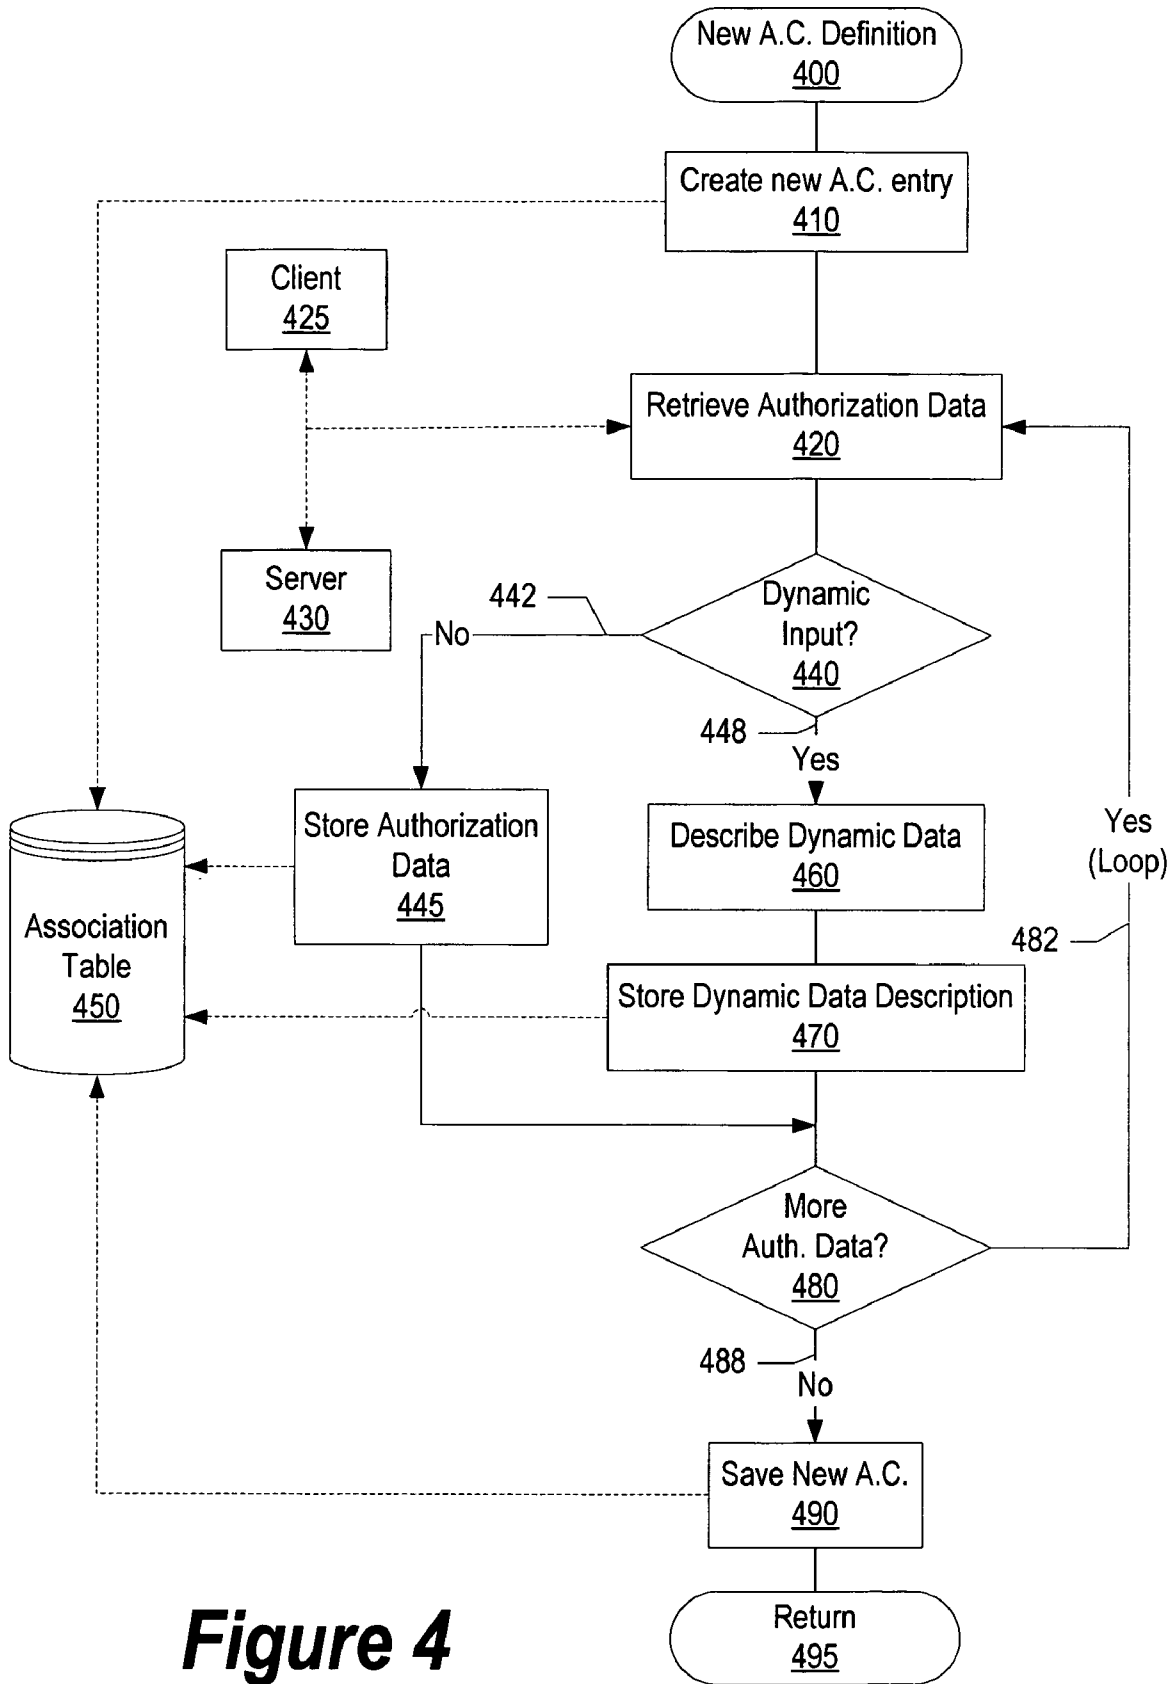 New A.C. Definition
400
Create new A.C. entry
410
Client
425
Retrieve Authorization Data
420
Server
430
442
No
Dynamic
Input?
440
448
Yes
Store Authorization
Data
445
Describe Dynamic Data
460
Yes
(Loop)
482
Association
Table
450
Store Dynamic Data Description
470
More
Auth. Data?
480
488
No
Save New A.C.
490
Return
495
Figure 4